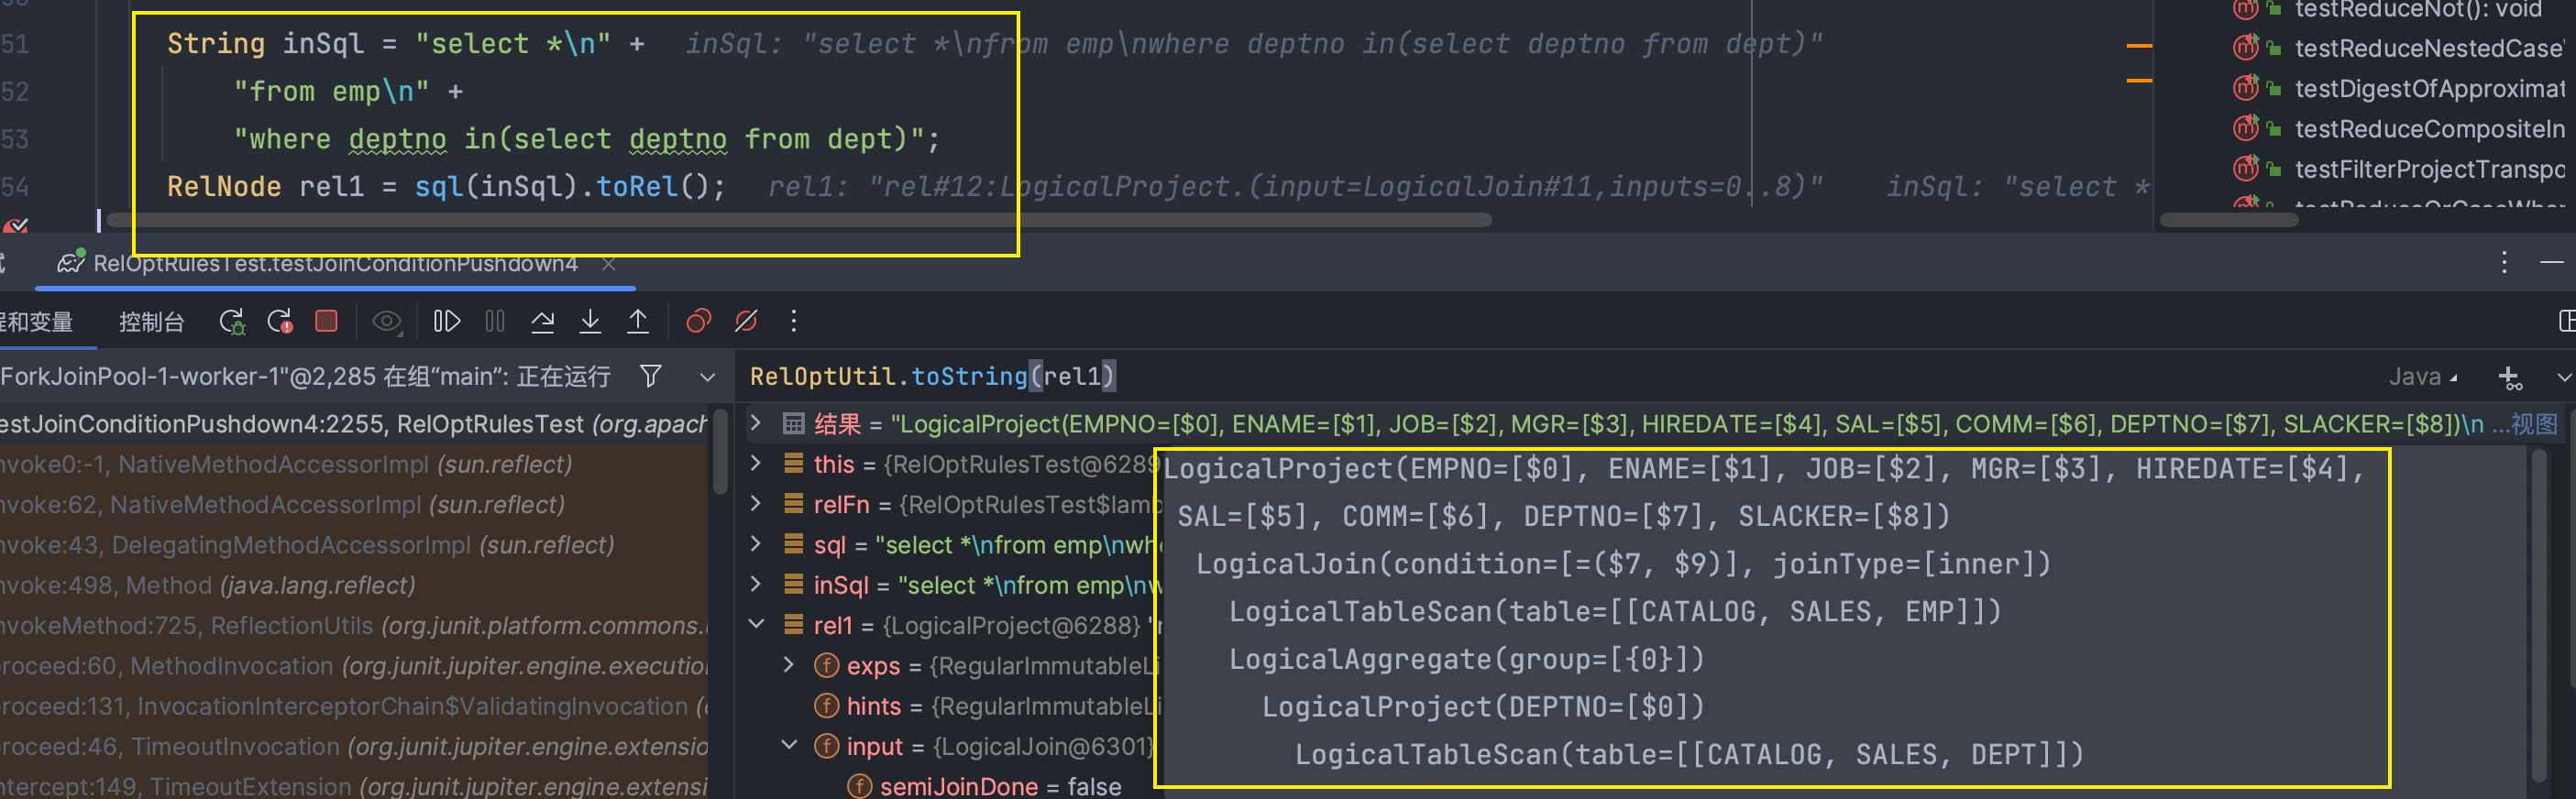 51 String inSql = "select *\n" + inSql: "select *\nfrom emp\nwhere deptno in(select deptno from dept)"
52 "from emp\n" +
53 "where deptno in(select deptno from dept)";
54 RelNode rel1 = sql(inSql).toRel(); rel1: "rel#12:LogicalProject.(input=LogicalJoin#11,inputs=0..8)" inSql: "select *
testReduceNot(): void
testReduceNestedCase
testDigestOfApproximat
testReduceCompositeIn
testFilterProjectTranspo
testReduceOrCaseWher
RelOptRulesTest.testJoinConditionPushdown4
程和变量 控制台
ForkJoinPool-1-worker-1"@2,285 在组“main”: 正在运行
RelOptUtil.toString(rel1)
Java
estJoinConditionPushdown4:2255, RelOptRulesTest (org.apach
nvoke0:-1, NativeMethodAccessorImpl (sun.reflect)
nvoke:62, NativeMethodAccessorImpl (sun.reflect)
nvoke:43, DelegatingMethodAccessorImpl (sun.reflect)
nvoke:498, Method (java.lang.reflect)
nvokeMethod:725, ReflectionUtils (org.junit.platform.commons.
proceed:60, MethodInvocation (org.junit.jupiter.engine.executio
proceed:131, InvocationInterceptorChain$ValidatingInvocation (
proceed:46, TimeoutInvocation (org.junit.jupiter.engine.extensio
ntercept:149, TimeoutExtension (org.junit.jupiter.engine.extensi
结果 = "LogicalProject(EMPNO=[$0], ENAME=[$1], JOB=[$2], MGR=[$3], HIREDATE=[$4], SAL=[$5], COMM=[$6], DEPTNO=[$7], SLACKER=[$8])\n ...视图
this = {RelOptRulesTest@6289
relFn = {RelOptRulesTest$lamb
sql = "select *\nfrom emp\nwhe
inSql = "select *\nfrom emp\nw
rel1 = {LogicalProject@6288} "r
exps = {RegularImmutableLi
hints = {RegularImmutableLi
input = {LogicalJoin@6301}
semiJoinDone = false
LogicalProject(EMPNO=[$0], ENAME=[$1], JOB=[$2], MGR=[$3], HIREDATE=[$4],
SAL=[$5], COMM=[$6], DEPTNO=[$7], SLACKER=[$8])
LogicalJoin(condition=[=($7, $9)], joinType=[inner])
LogicalTableScan(table=[[CATALOG, SALES, EMP]])
LogicalAggregate(group=[{0}])
LogicalProject(DEPTNO=[$0])
LogicalTableScan(table=[[CATALOG, SALES, DEPT]])